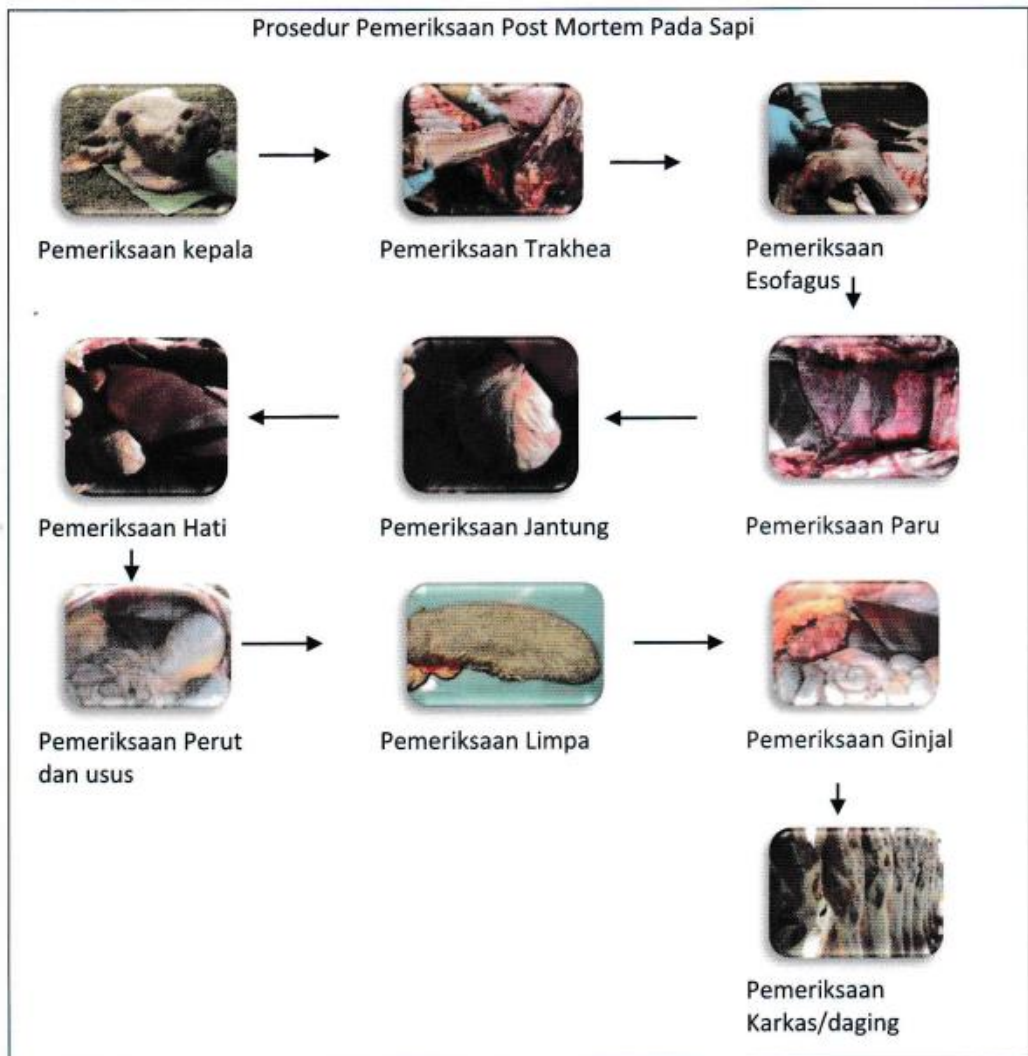 Prosedur Pemeriksaan Post Mortem Pada Sapi
Pemeriksaan kepala
Pemeriksaan Trakhea
Pemeriksaan
Esofagus
Pemeriksaan Hati
Pemeriksaan Jantung
Pemeriksaan Paru
Pemeriksaan Perut
dan usus
Pemeriksaan Limpa
Pemeriksaan Ginjal
Pemeriksaan
Karkas/daging